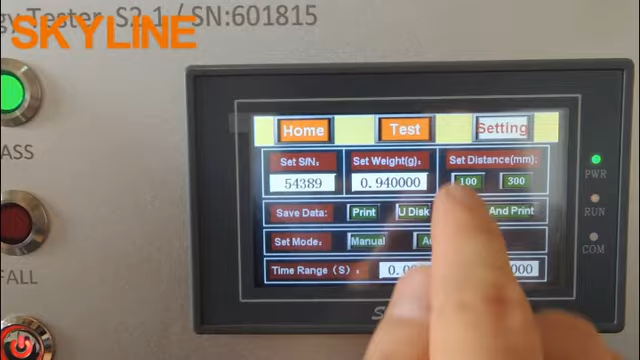 Tester S2.1 / SN:601815
SKYLINE
Home Test Setting
Set S/N: Set Weight(g): Set Distance(mm):
54389 0.940000 100 300
Save Data: Print U Disk And Print
Set Mode: Manual
Time Range (S) :
PWR
RUN
COM
ASS
FALL